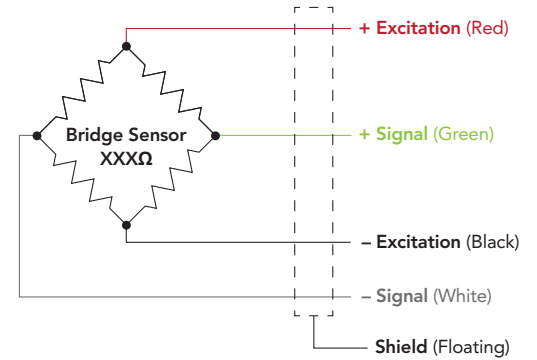 + Excitation (Red)
Bridge Sensor
XXXΩ
+ Signal (Green)
– Excitation (Black)
– Signal (White)
Shield (Floating)